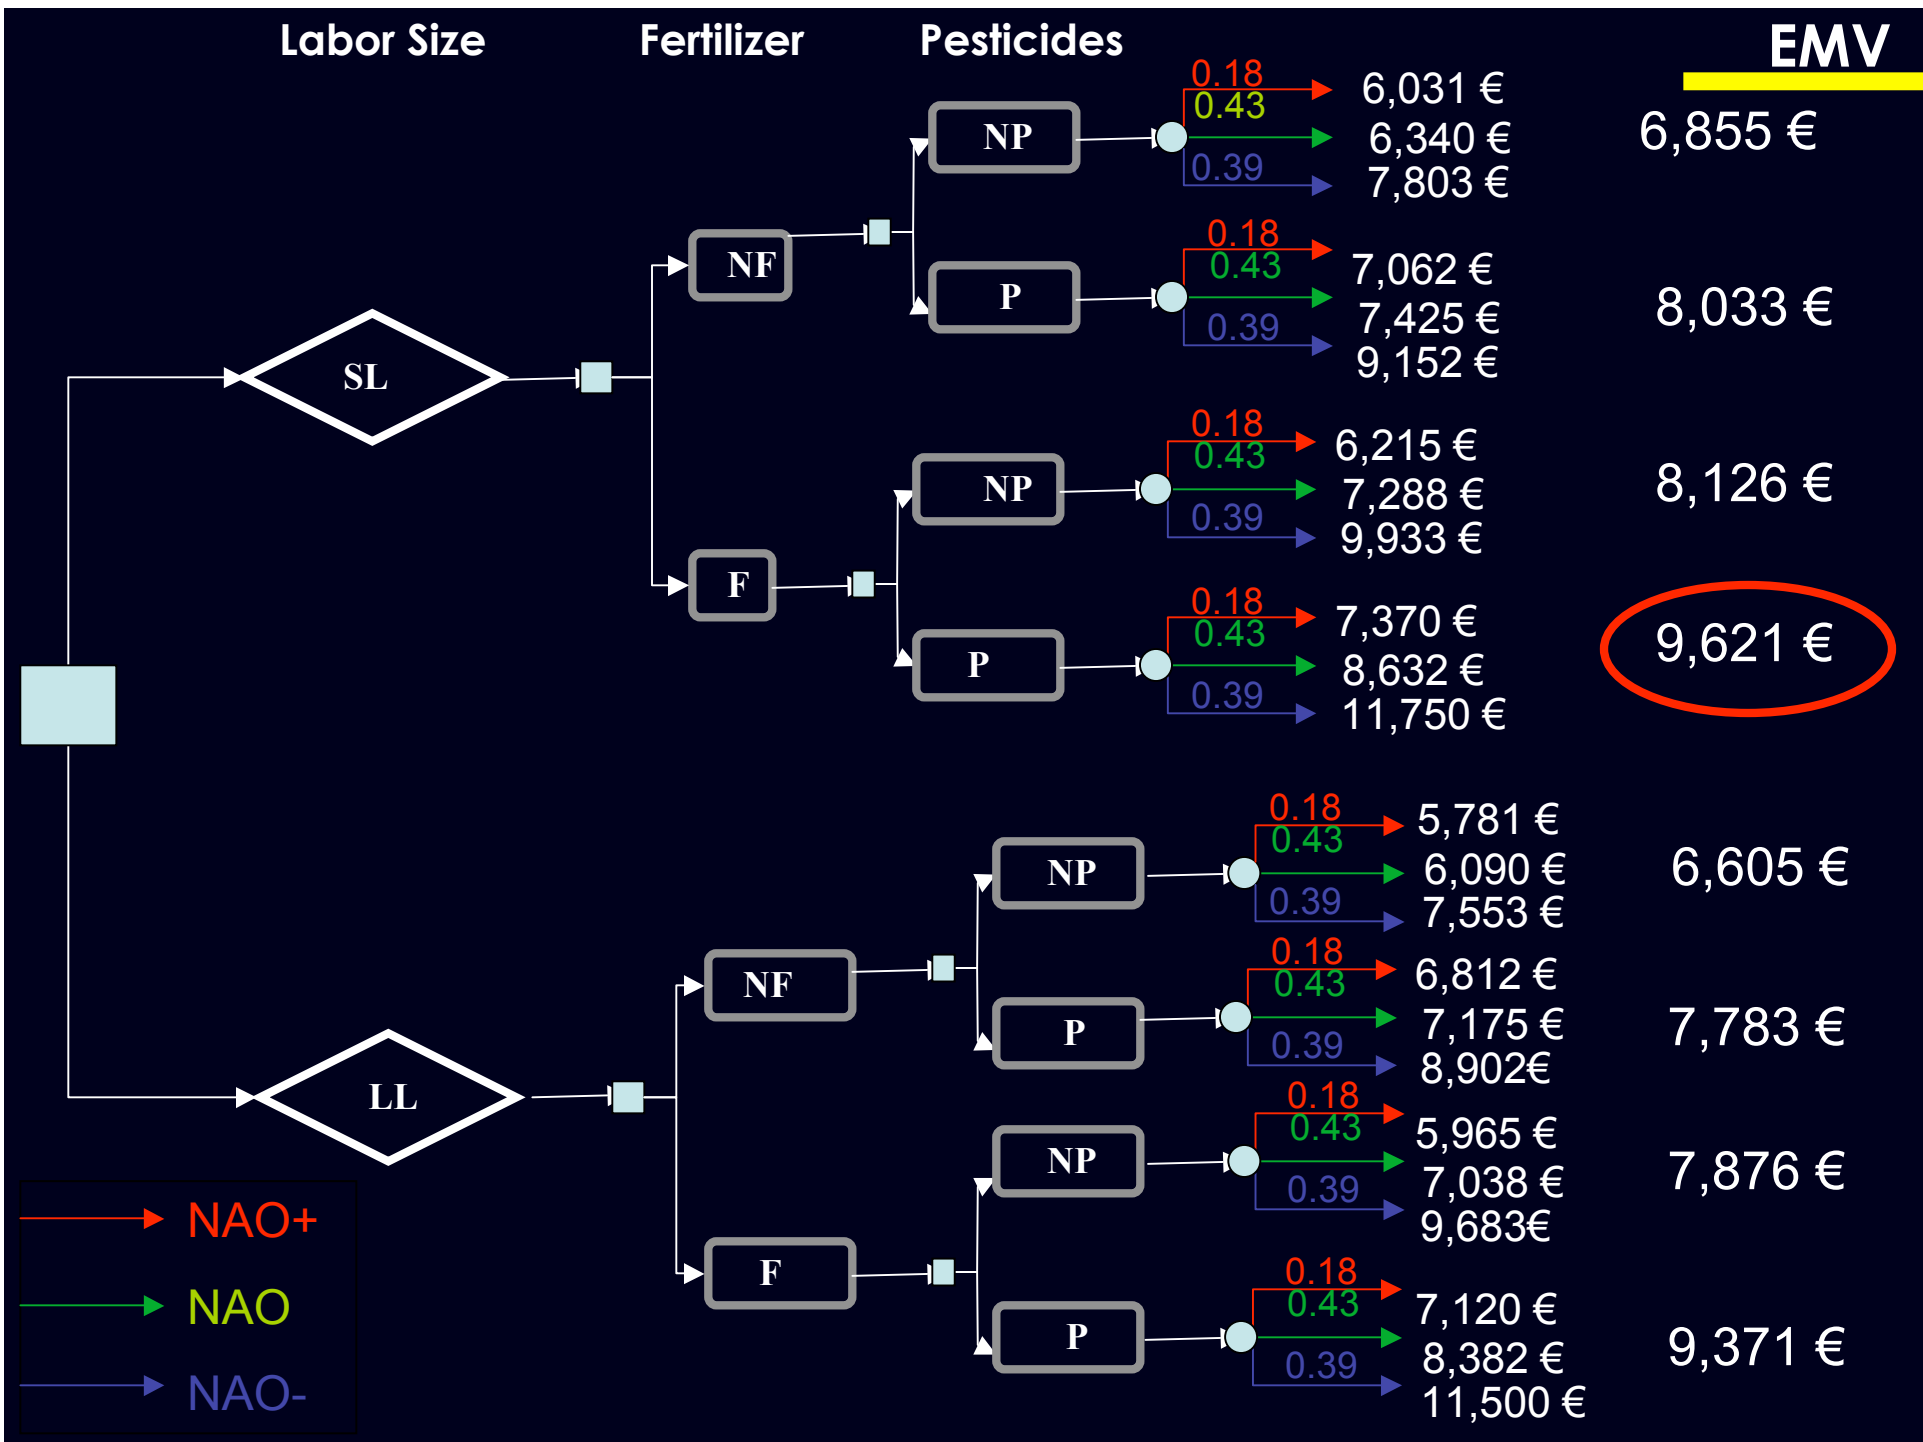 Labor Size Fertilizer Pesticides EMV
0.18 6,031 €
0.43 6,340 €
0.39 7,803 €
NP
6,855 €
NF
0.18 7,062 €
0.43 7,425 €
0.39 9,152 €
P
8,033 €
SL
0.18 6,215 €
0.43 7,288 €
0.39 9,933 €
NP
8,126 €
F
0.18 7,370 €
0.43 8,632 €
0.39 11,750 €
P
9,621 €
0.18 5,781 €
0.43 6,090 €
0.39 7,553 €
NP
6,605 €
NF
0.18 6,812 €
0.43 7,175 €
0.39 8,902€
P
7,783 €
LL
0.18 5,965 €
0.43 7,038 €
0.39 9,683€
NP
7,876 €
F
0.18 7,120 €
0.43 8,382 €
0.39 11,500 €
P
9,371 €
NAO+
NAO
NAO-